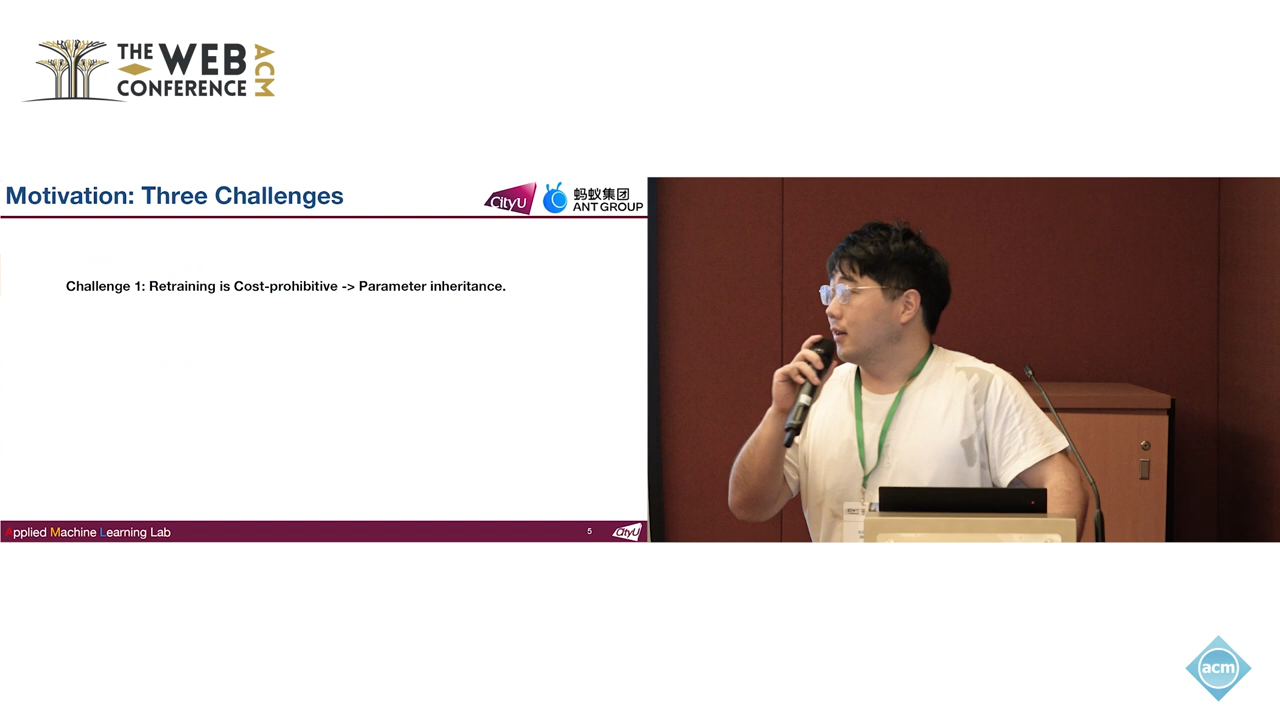 THE WEB
CONFERENCE
ACM
Motivation: Three Challenges
CityU
蚂蚁集团
ANT GROUP
Challenge 1: Retraining is Cost-prohibitive -> Parameter inheritance.
Applied Machine Learning Lab
5
CityU
acm